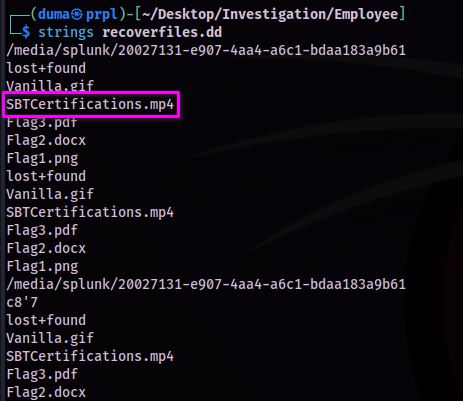 ┌──(duma㉿prpl)-[~/Desktop/Investigation/Employee]
└─$ strings recoverfiles.dd
/media/splunk/20027131-e907-4aa4-a6c1-bdaa183a9b61
lost+found
Vanilla.gif
SBTCertifications.mp4
Flag3.pdf
Flag2.docx
Flag1.png
lost+found
Vanilla.gif
SBTCertifications.mp4
Flag3.pdf
Flag2.docx
Flag1.png
/media/splunk/20027131-e907-4aa4-a6c1-bdaa183a9b61
c8'7
lost+found
Vanilla.gif
SBTCertifications.mp4
Flag3.pdf
Flag2.docx